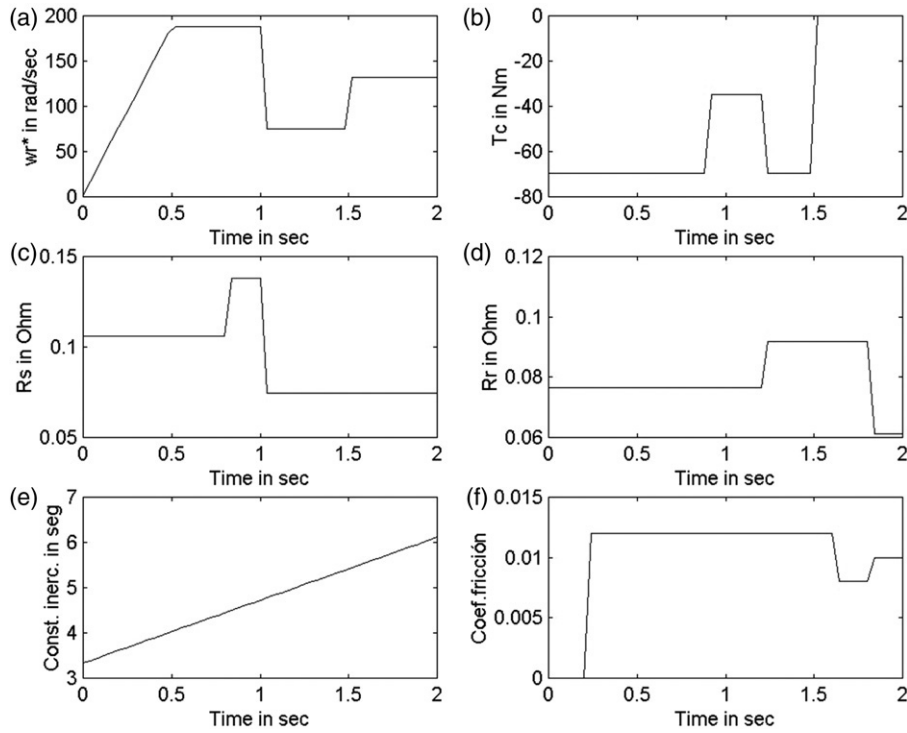 (a)
200
150
100
50
0
wr* in rad/sec
0 0.5 1 1.5 2
Time in sec
(b)
0
-20
-40
-60
-80
Tc in Nm
0 0.5 1 1.5 2
Time in sec
(c)
0.15
0.1
0.05
Rs in Ohm
0 0.5 1 1.5 2
Time in sec
(d)
0.12
0.1
0.08
0.06
Rr in Ohm
0 0.5 1 1.5 2
Time in sec
(e)
7
6
5
4
3
Const. inerc. in seg
0 0.5 1 1.5 2
Time in sec
(f)
0.015
0.01
0.005
0
Coef.fricción
0 0.5 1 1.5 2
Time in sec